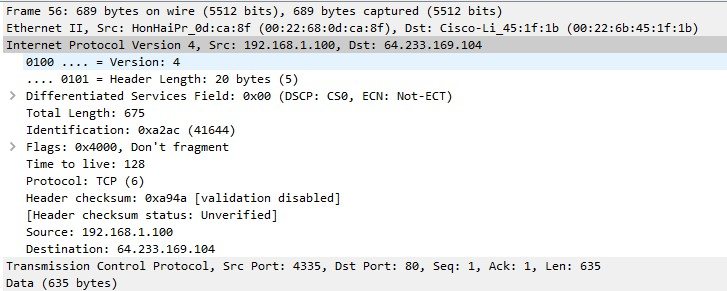 Frame 56: 689 bytes on wire (5512 bits), 689 bytes captured (5512 bits)
Ethernet II, Src: HonHaiPr_0d:ca:8f (00:22:68:0d:ca:8f), Dst: Cisco-Li_45:1f:1b (00:22:6b:45:1f:1b)
Internet Protocol Version 4, Src: 192.168.1.100, Dst: 64.233.169.104
0100 .... = Version: 4
.... 0101 = Header Length: 20 bytes (5)
> Differentiated Services Field: 0x00 (DSCP: CS0, ECN: Not-ECT)
Total Length: 675
Identification: 0xa2ac (41644)
> Flags: 0x4000, Don't fragment
Time to live: 128
Protocol: TCP (6)
Header checksum: 0xa94a [validation disabled]
[Header checksum status: Unverified]
Source: 192.168.1.100
Destination: 64.233.169.104
Transmission Control Protocol, Src Port: 4335, Dst Port: 80, Seq: 1, Ack: 1, Len: 635
Data (635 bytes)